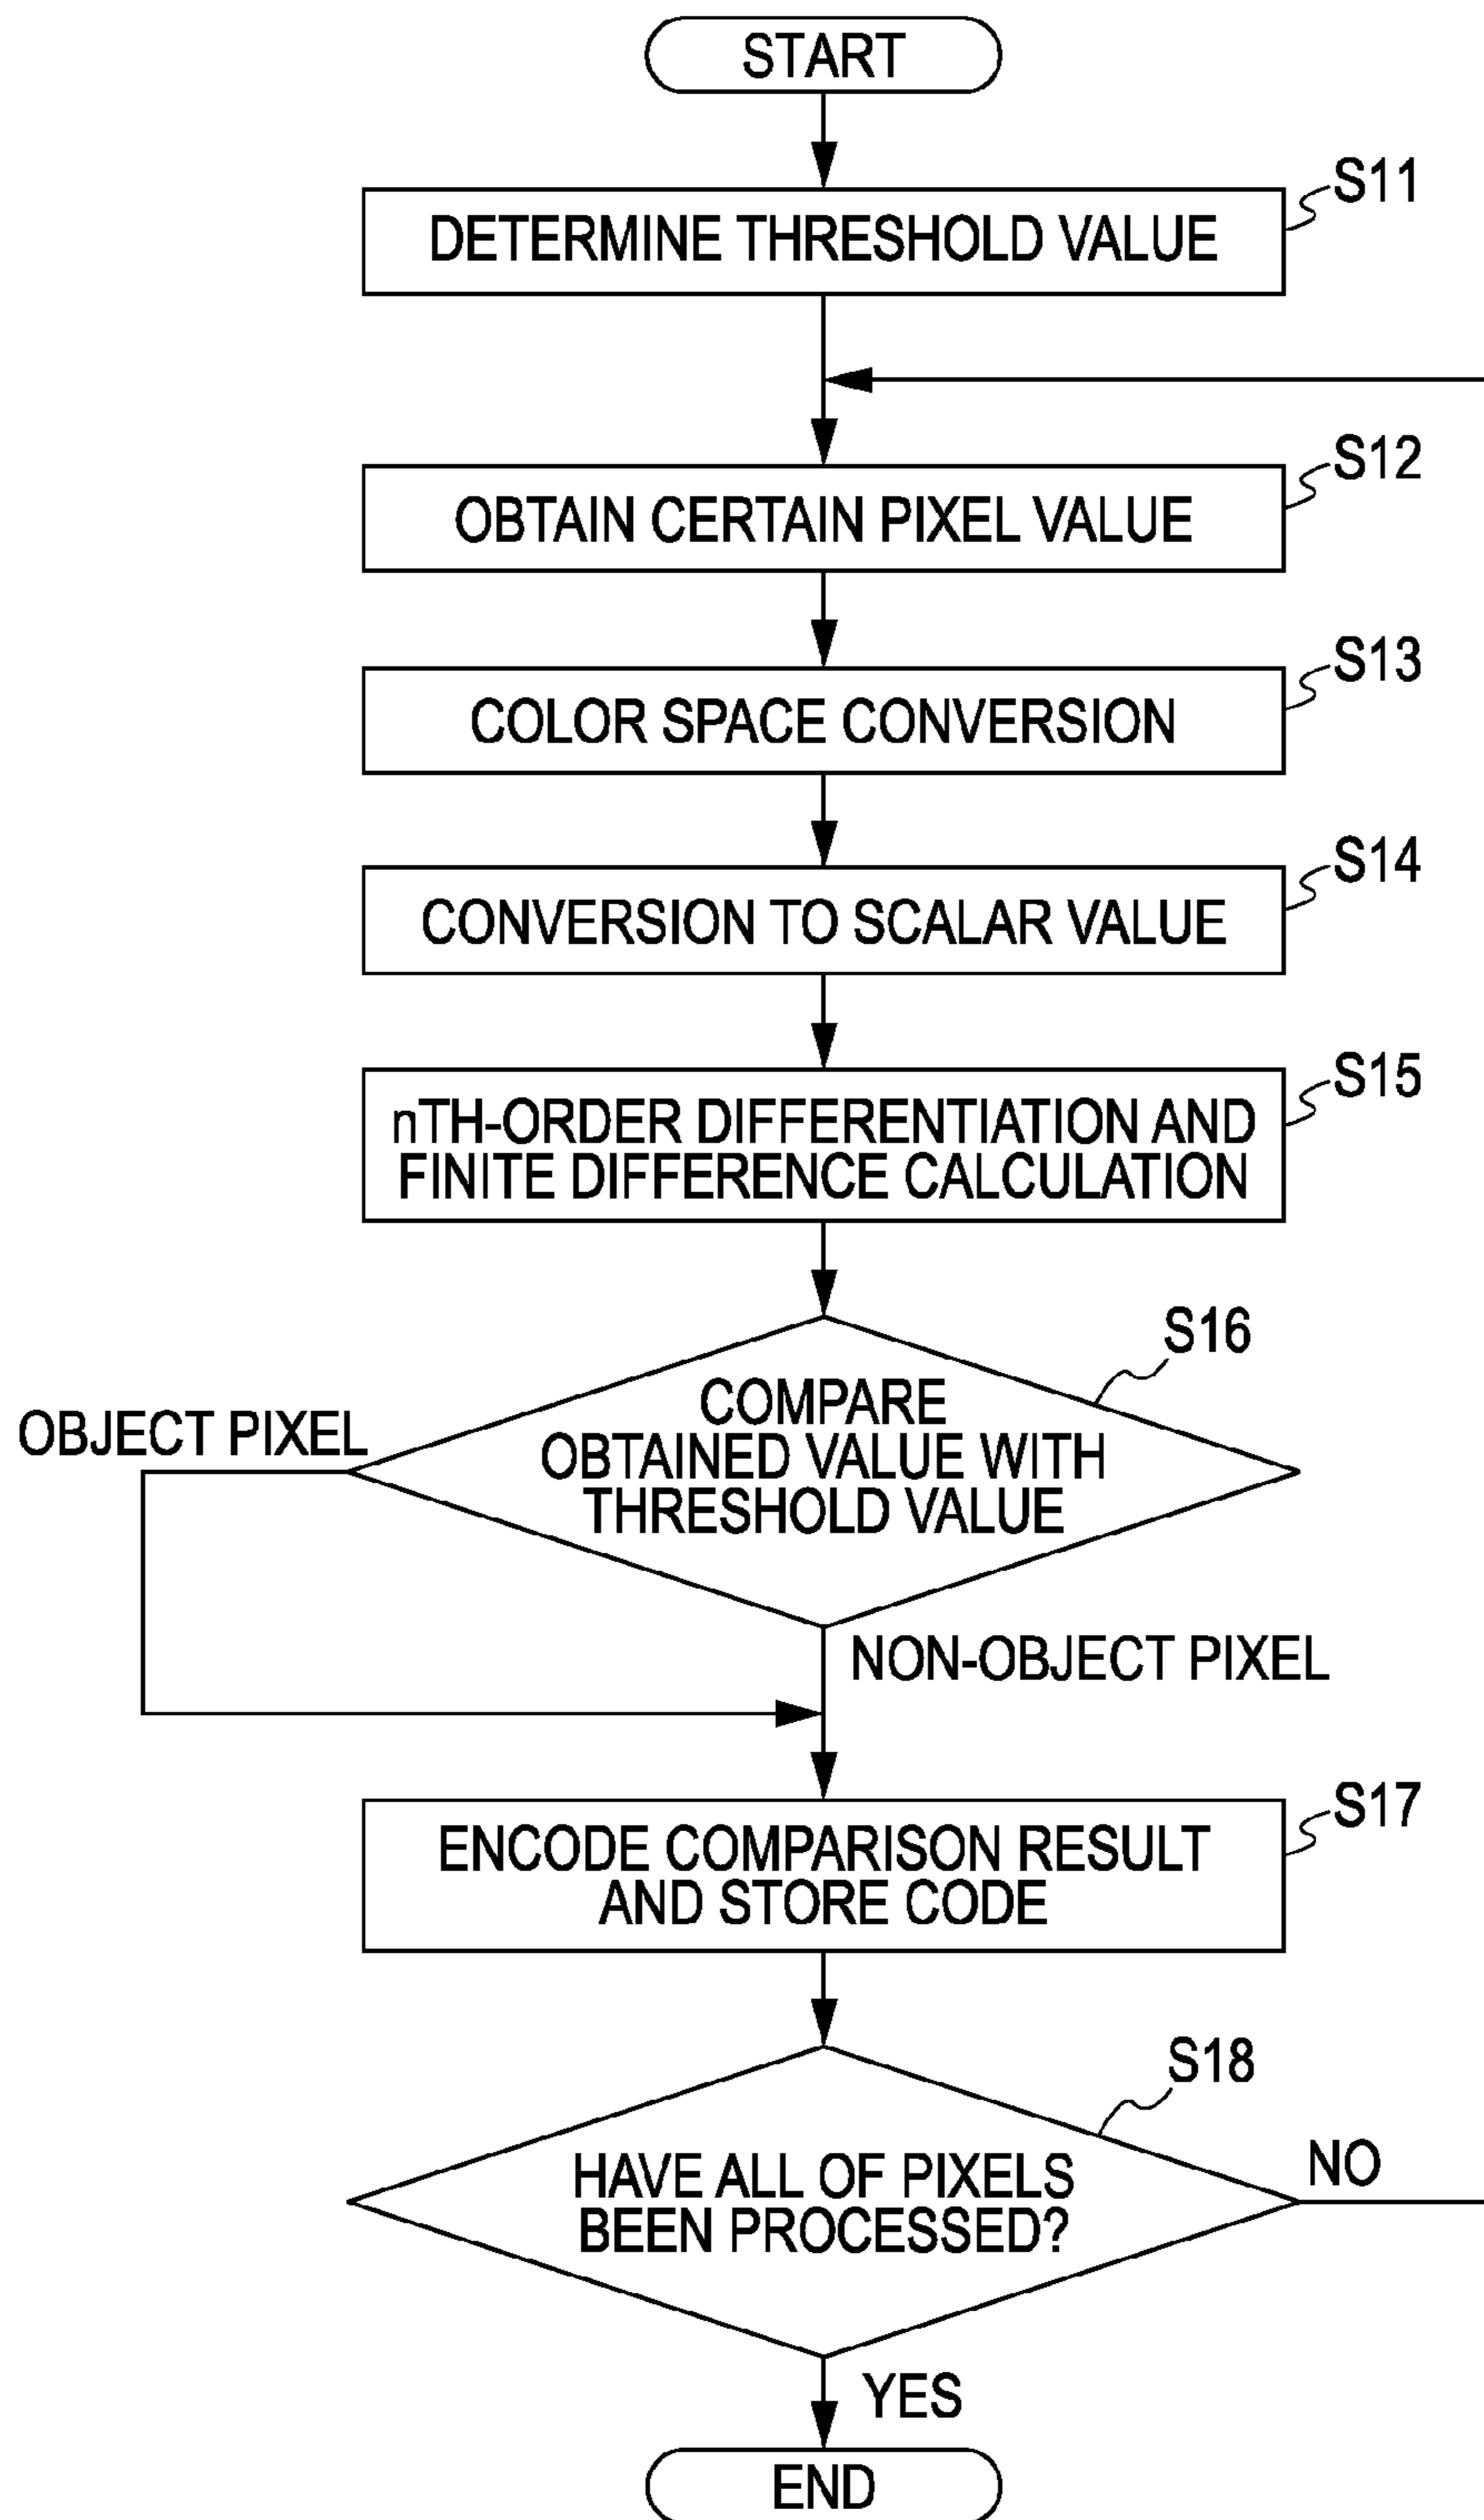 START
S11
DETERMINE THRESHOLD VALUE
S12
OBTAIN CERTAIN PIXEL VALUE
S13
COLOR SPACE CONVERSION
S14
CONVERSION TO SCALAR VALUE
S15
nTH-ORDER DIFFERENTIATION AND
FINITE DIFFERENCE CALCULATION
S16
COMPARE
OBTAINED VALUE WITH
THRESHOLD VALUE
OBJECT PIXEL
NON-OBJECT PIXEL
S17
ENCODE COMPARISON RESULT
AND STORE CODE
S18
HAVE ALL OF PIXELS
BEEN PROCESSED?
NO
YES
END